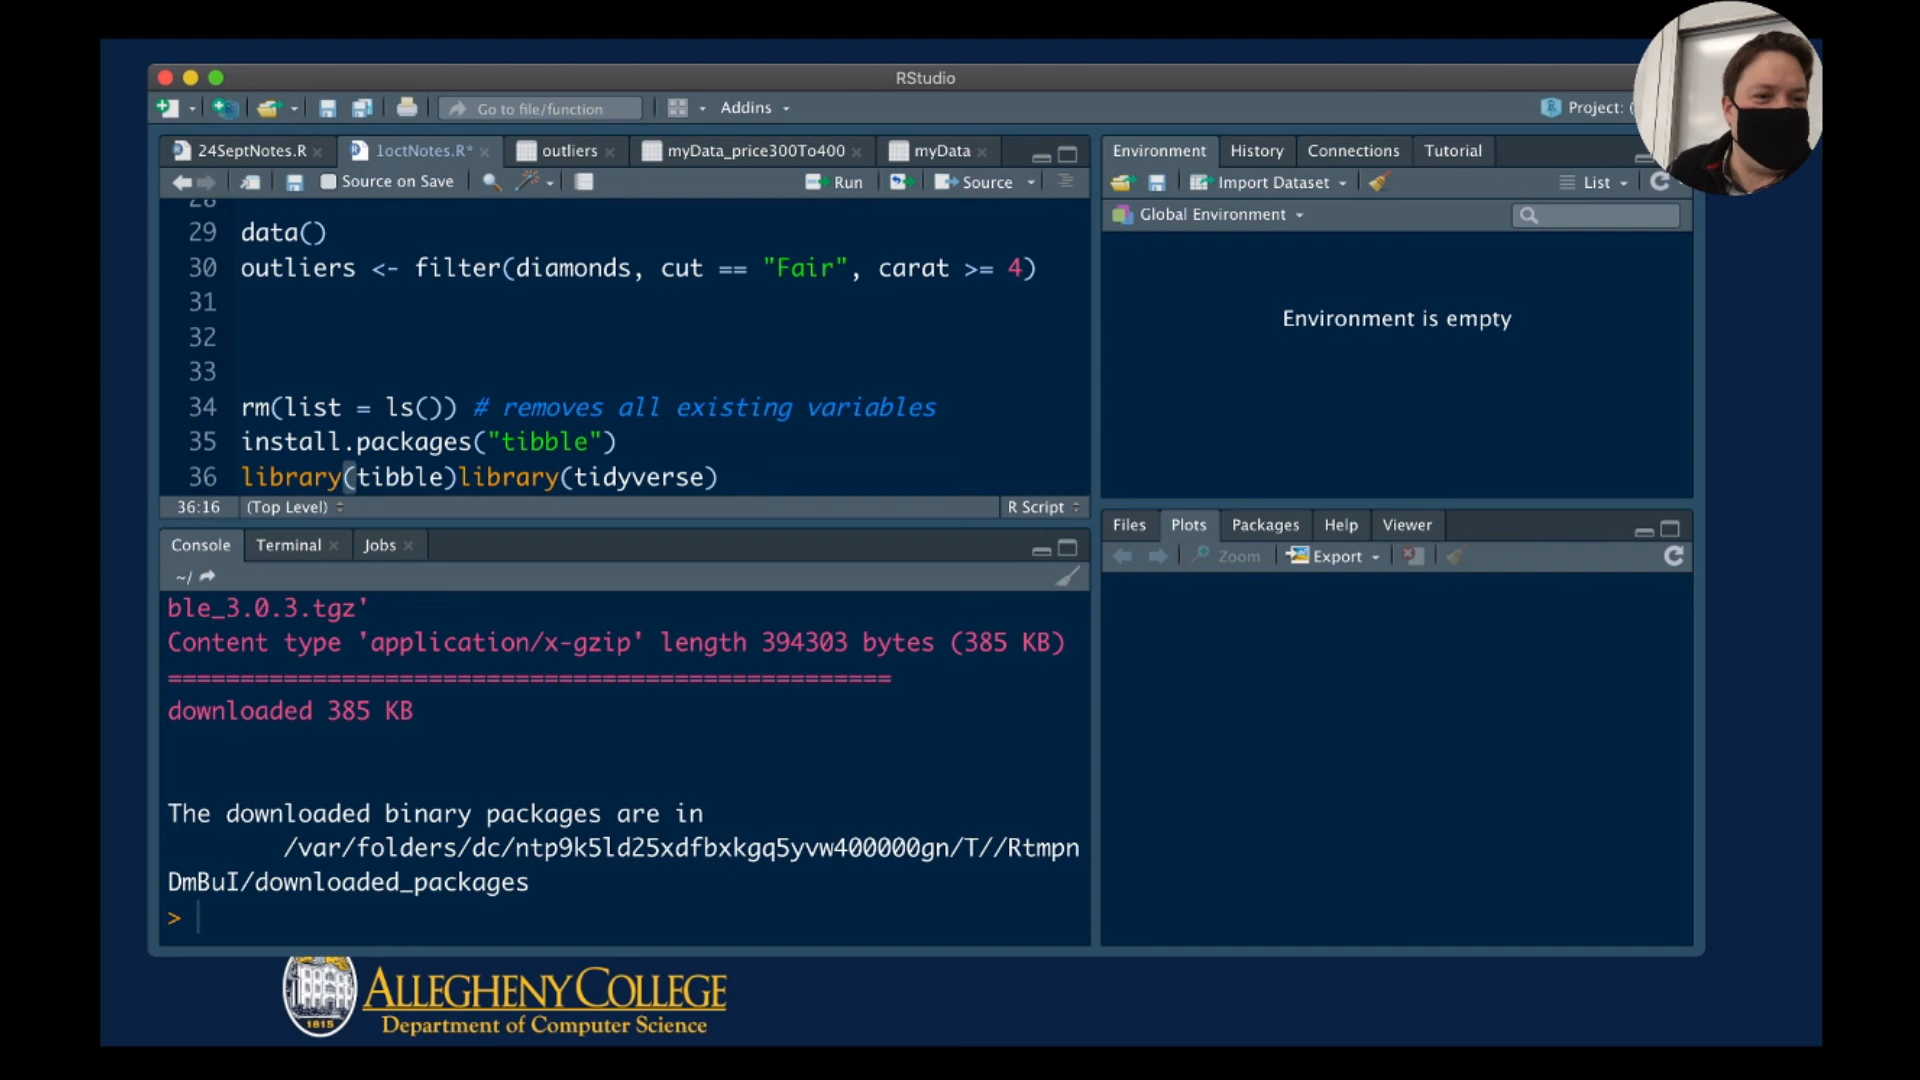 RStudio
Go to file/function
Addins
Project: (
24SeptNotes.R
1octNotes.R*
outliers
myData_price300To400
myData
Source on Save
Run
Source
28
29 data()
30 outliers <- filter(diamonds, cut == "Fair", carat >= 4)
31
32
33
34 rm(list = ls()) # removes all existing variables
35 install.packages("tibble")
36 library(tibble)library(tidyverse)
36:16 (Top Level)
R Script
Console Terminal Jobs
~/
ble_3.0.3.tgz'
Content type 'application/x-gzip' length 394303 bytes (385 KB)
==================================================
downloaded 385 KB
The downloaded binary packages are in
/var/folders/dc/ntp9k5ld25xdfbxkgq5yvw400000gn/T//Rtmpn
DmBuI/downloaded_packages
>
Environment History Connections Tutorial
Import Dataset
List
Global Environment
Environment is empty
Files Plots Packages Help Viewer
Zoom
Export
1815
ALLEGHENY COLLEGE
Department of Computer Science